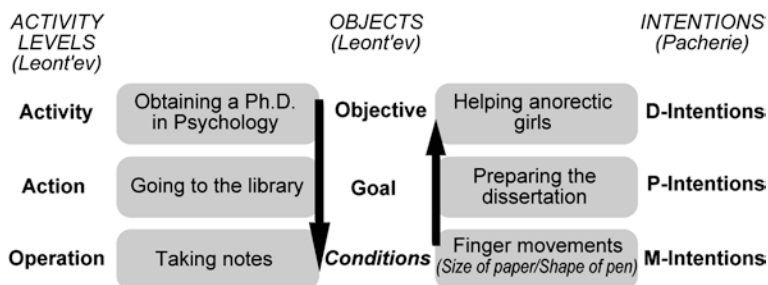 ACTIVITY LEVELS (Leont'ev)
OBJECTS (Leont'ev)
INTENTIONS (Pacherie)
Activity
Obtaining a Ph.D.
in Psychology
Objective
Helping anorectic
girls
D-Intentions
Action
Going to the library
Goal
Preparing the
dissertation
P-Intentions
Operation
Taking notes
Conditions
Finger movements
(Size of paper/Shape of pen)
M-Intentions